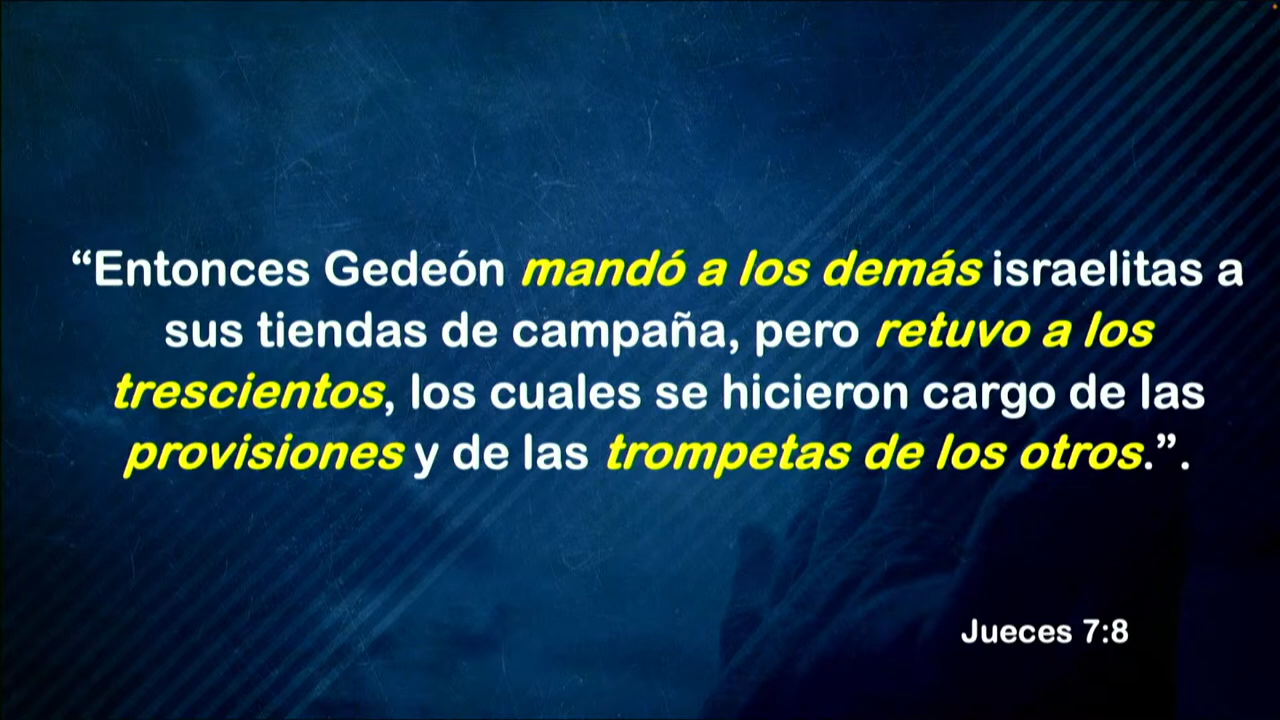 “Entonces Gedeón mandó a los demás israelitas a
sus tiendas de campaña, pero retuvo a los
trescientos, los cuales se hicieron cargo de las
provisiones y de las trompetas de los otros.”.
Jueces 7:8